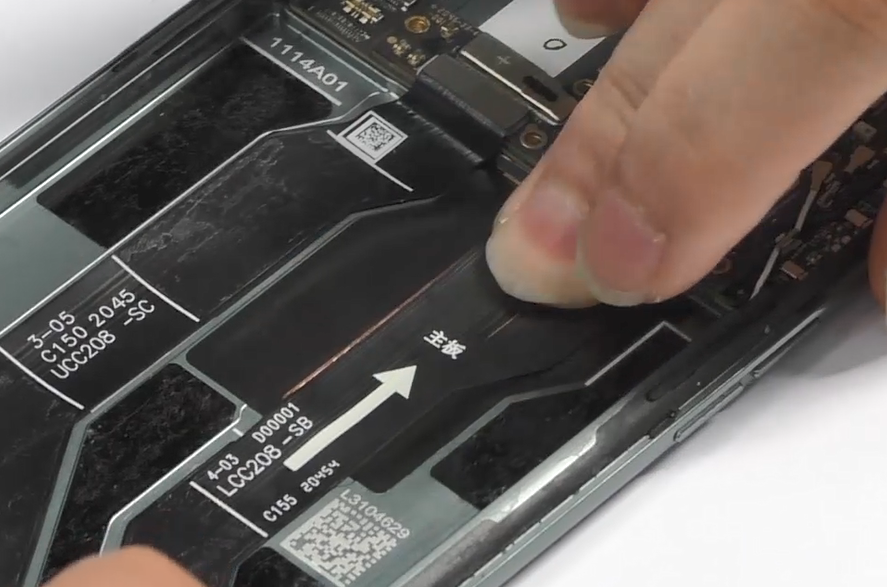 1114A01
3-05
C150 2045
UCC208 -SC
主板
4-03 D00001
LCC208-SB
C155 20454
L3104629